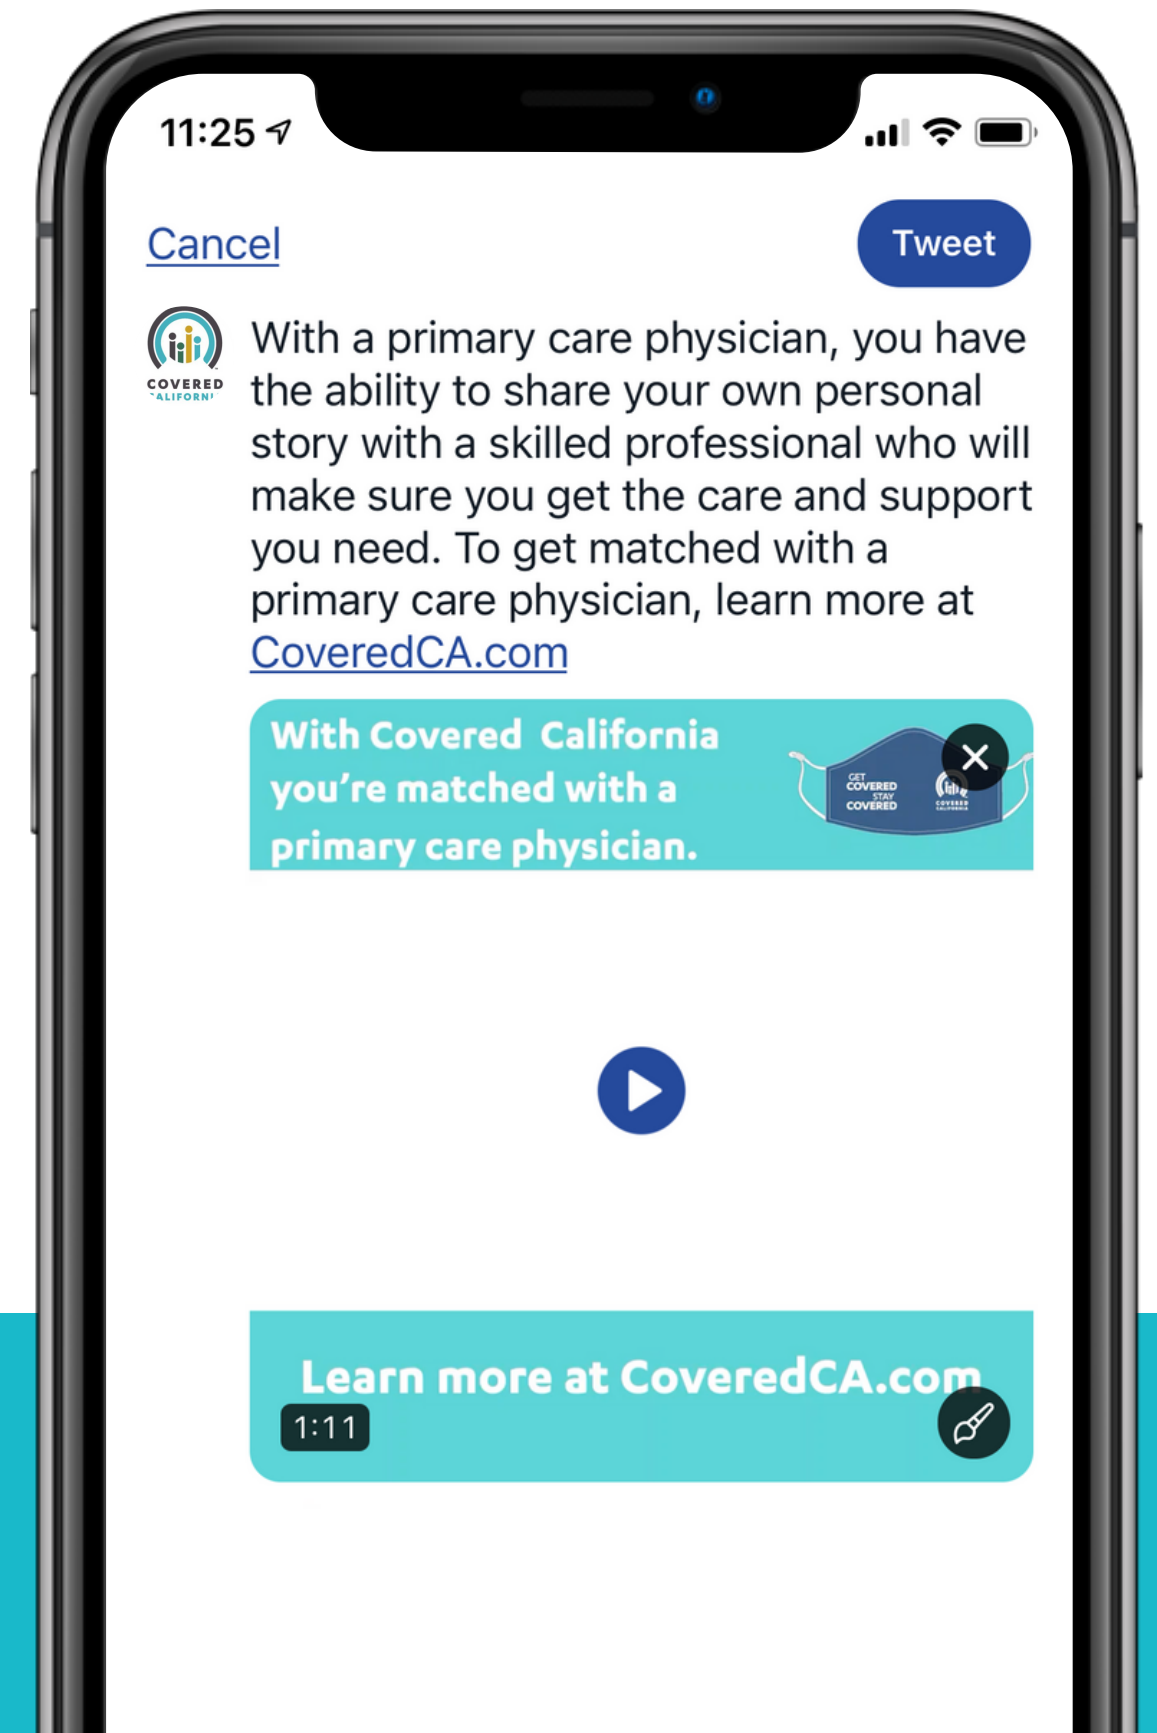 11:25
Cancel
Tweet
COVERED
CALIFORNI
With a primary care physician, you have
the ability to share your own personal
story with a skilled professional who will
make sure you get the care and support
you need. To get matched with a
primary care physician, learn more at
CoveredCA.com
With Covered California
you’re matched with a
primary care physician.
GET
COVERED
STAY
COVERED
COVERED
CALIFORNIA
Learn more at CoveredCA.com
1:11